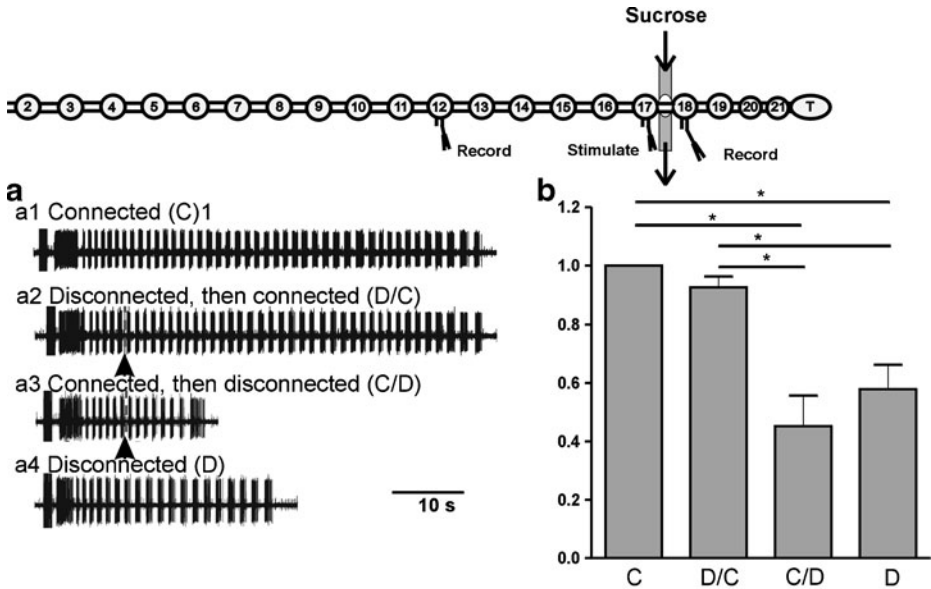 Sucrose
2 3 4 5 6 7 8 9 10 11 12 13 14 15 16 17 18 19 20 21 T
Record Stimulate Record
a
a1 Connected (C)1
a2 Disconnected, then connected (D/C)
a3 Connected, then disconnected (C/D)
a4 Disconnected (D)
10 s
b
* 
*
*
*
1.2
1.0
0.8
0.6
0.4
0.2
0.0
C D/C C/D D